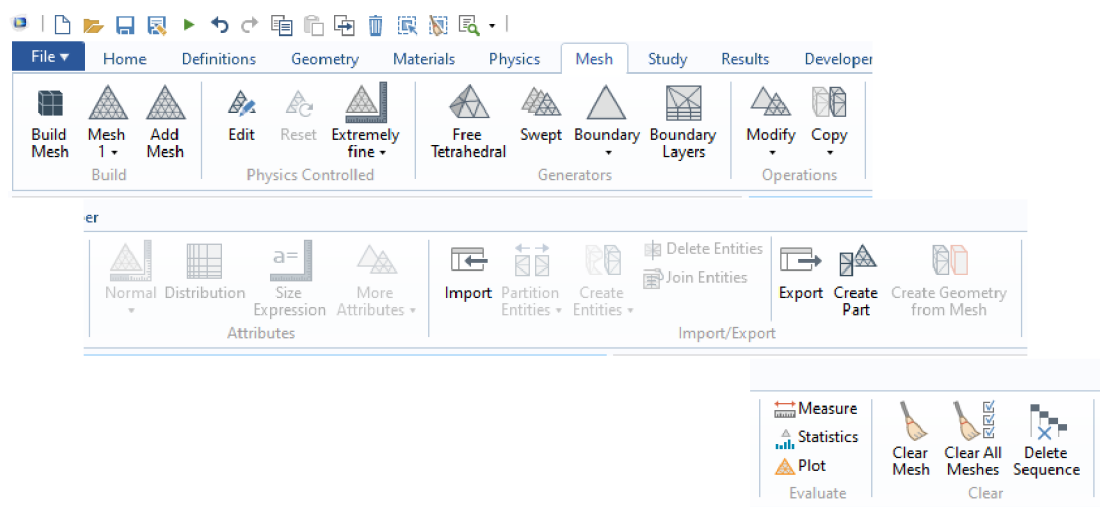 File Home Definitions Geometry Materials Physics Mesh Study Results Developer
Build Mesh Add Edit Reset Extremely Free Swept Boundary Boundary Modify Copy
Mesh 1 Mesh fine Tetrahedral Layers
Build Physics Controlled Generators Operations
per
Delete Entities
a=
Join Entities
Normal Distribution Size More Import Partition Create Export Create Create Geometry
Expression Attributes Entities Entities Part from Mesh
Attributes Import/Export
Measure
Statistics
Clear Clear All Delete
Plot
Mesh Meshes Sequence
Evaluate Clear